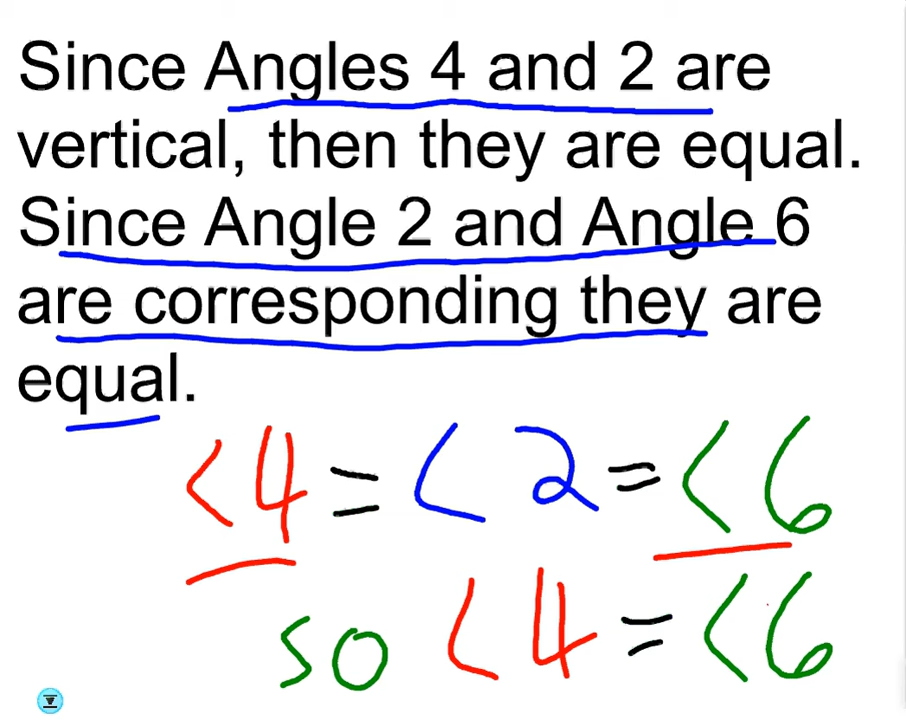 Since Angles 4 and 2 are
vertical, then they are equal.
Since Angle 2 and Angle 6
are corresponding they are
equal.
<4 = <2 = <6
so <4 = <6